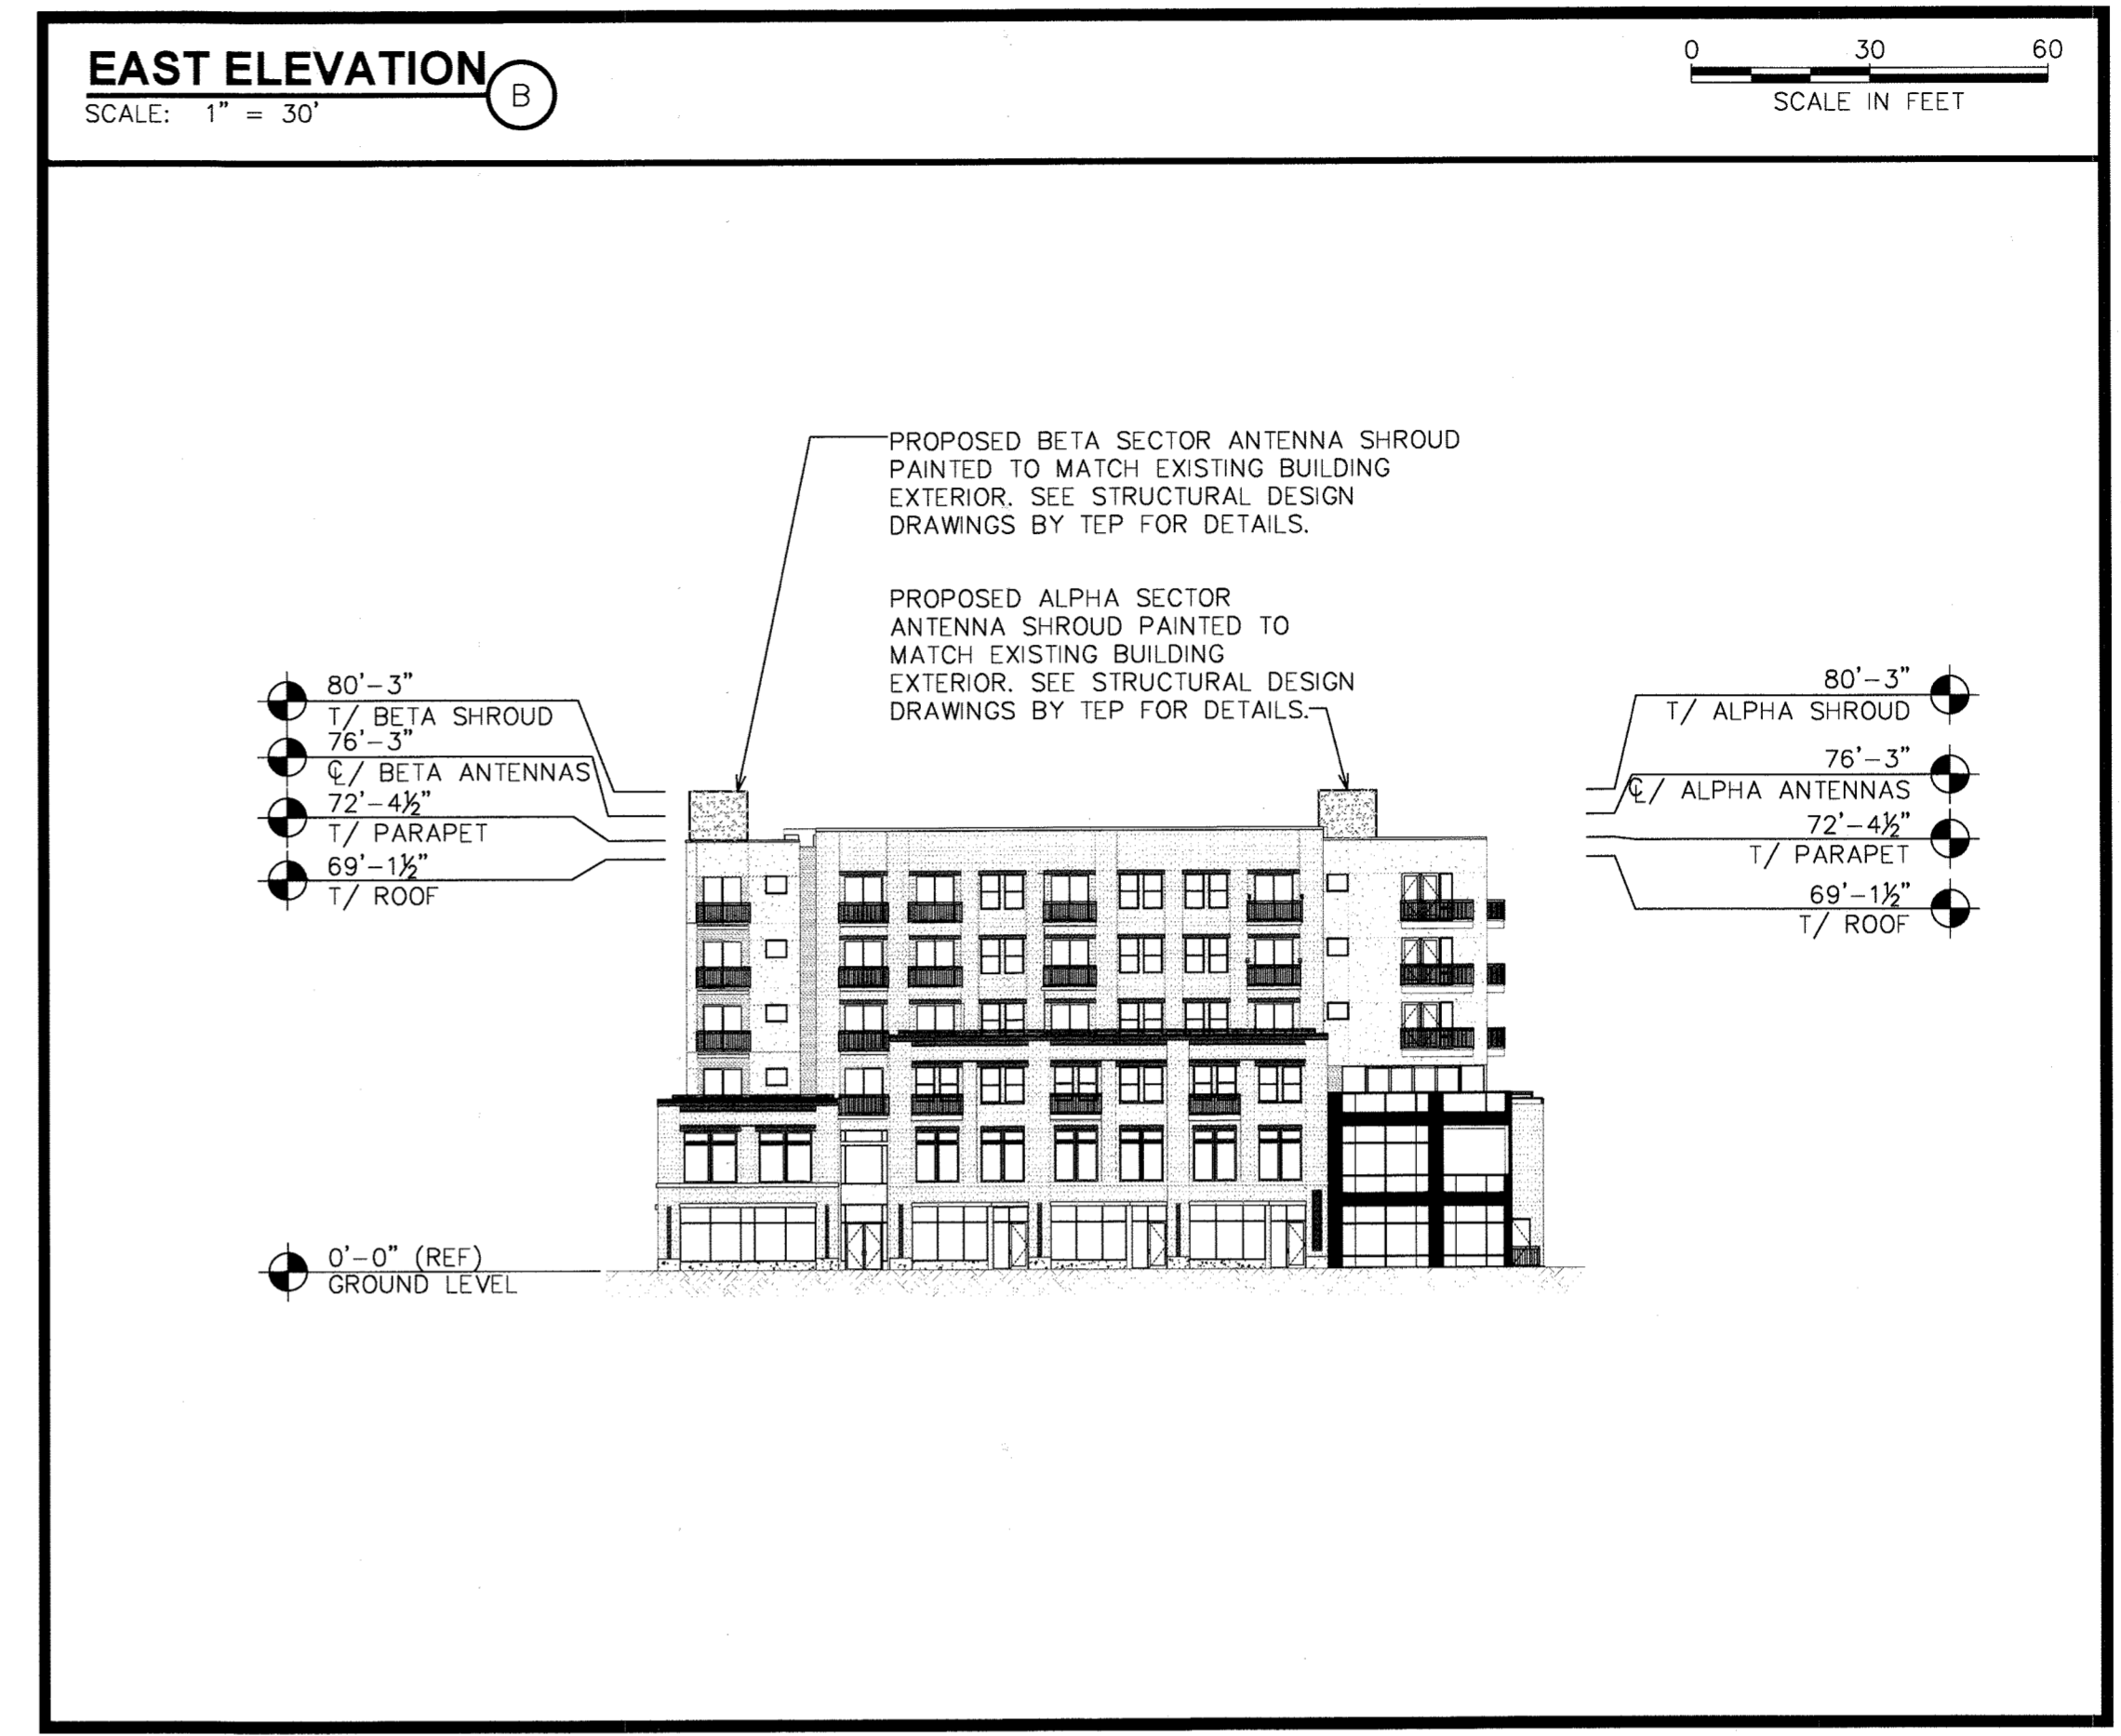 EAST ELEVATION
B
SCALE: 1" = 30'
0 30 60
SCALE IN FEET
PROPOSED BETA SECTOR ANTENNA SHROUD
PAINTED TO MATCH EXISTING BUILDING
EXTERIOR. SEE STRUCTURAL DESIGN
DRAWINGS BY TEP FOR DETAILS.
PROPOSED ALPHA SECTOR
ANTENNA SHROUD PAINTED TO
MATCH EXISTING BUILDING
EXTERIOR. SEE STRUCTURAL DESIGN
DRAWINGS BY TEP FOR DETAILS.
80'-3"
T/ BETA SHROUD
76'-3"
℄/ BETA ANTENNAS
72'-4½"
T/ PARAPET
69'-1½"
T/ ROOF
80'-3"
T/ ALPHA SHROUD
76'-3"
℄/ ALPHA ANTENNAS
72'-4½"
T/ PARAPET
69'-1½"
T/ ROOF
0'-0" (REF)
GROUND LEVEL